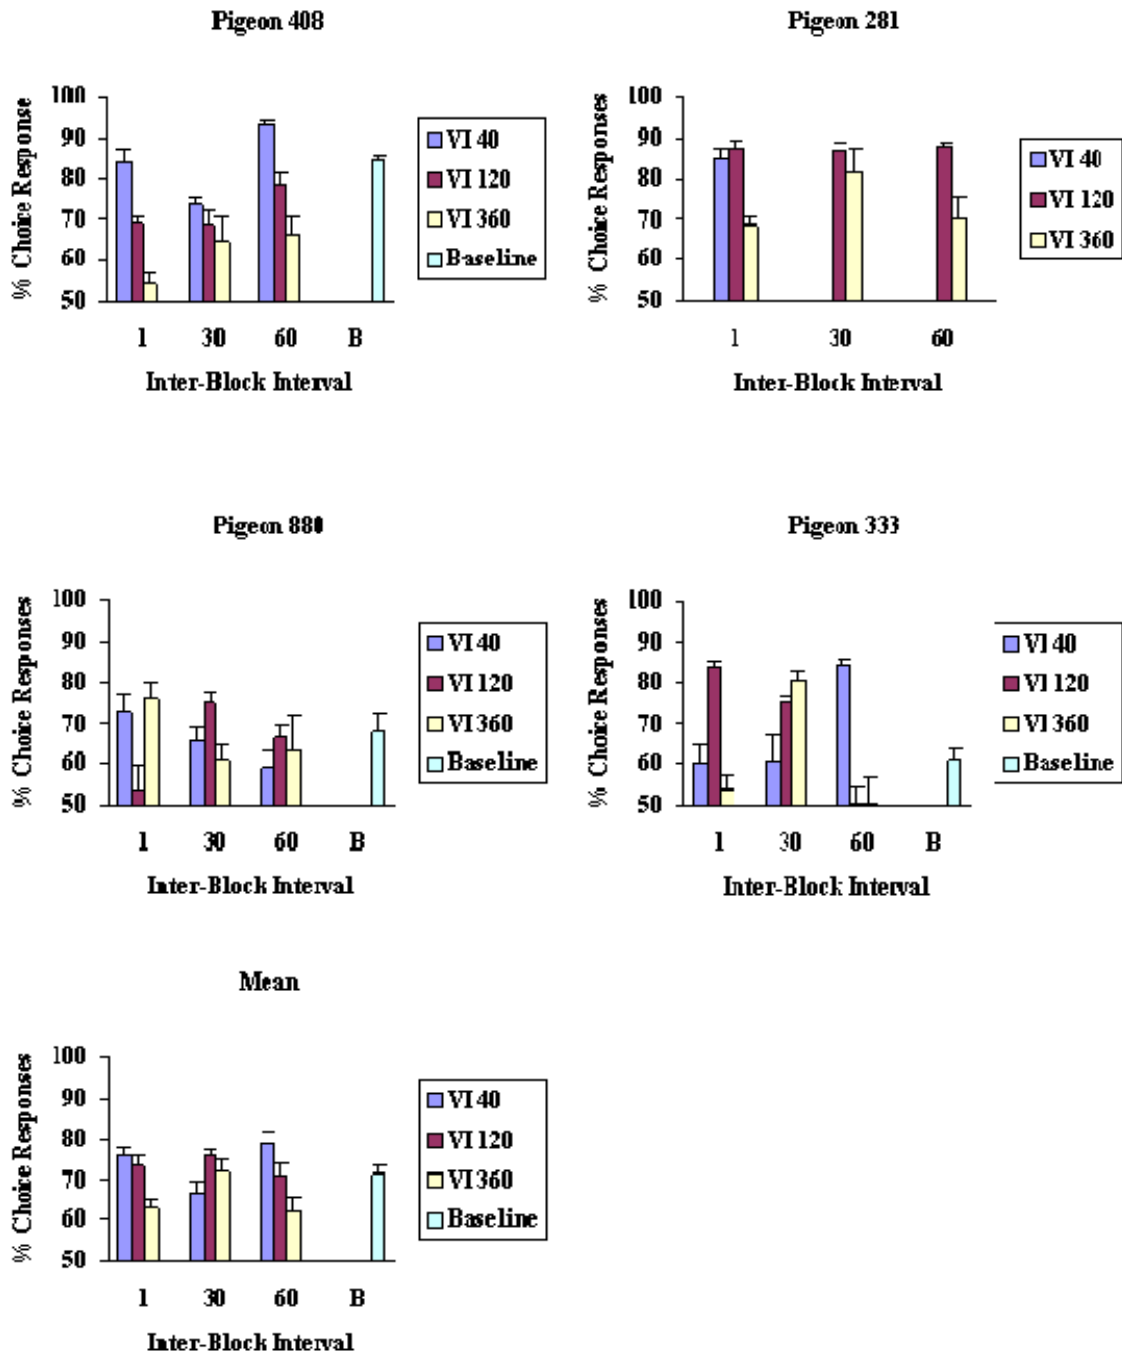 Pigeon 408
% Choice Response
100
90
80
70
60
50
1 30 60 B
Inter-Block Interval
VI 40
VI 120
VI 360
Baseline
Pigeon 281
% Choice Responses
100
90
80
70
60
50
1 30 60
Inter-Block Interval
VI 40
VI 120
VI 360
Pigeon 880
% Choice Responses
100
90
80
70
60
50
1 30 60 B
Inter-Block Interval
VI 40
VI 120
VI 360
Baseline
Pigeon 333
% Choice Responses
100
90
80
70
60
50
1 30 60 B
Inter-Block Interval
VI 40
VI 120
VI 360
Baseline
Mean
% Choice Responses
100
90
80
70
60
50
1 30 60 B
Inter-Block Interval
VI 40
VI 120
VI 360
Baseline